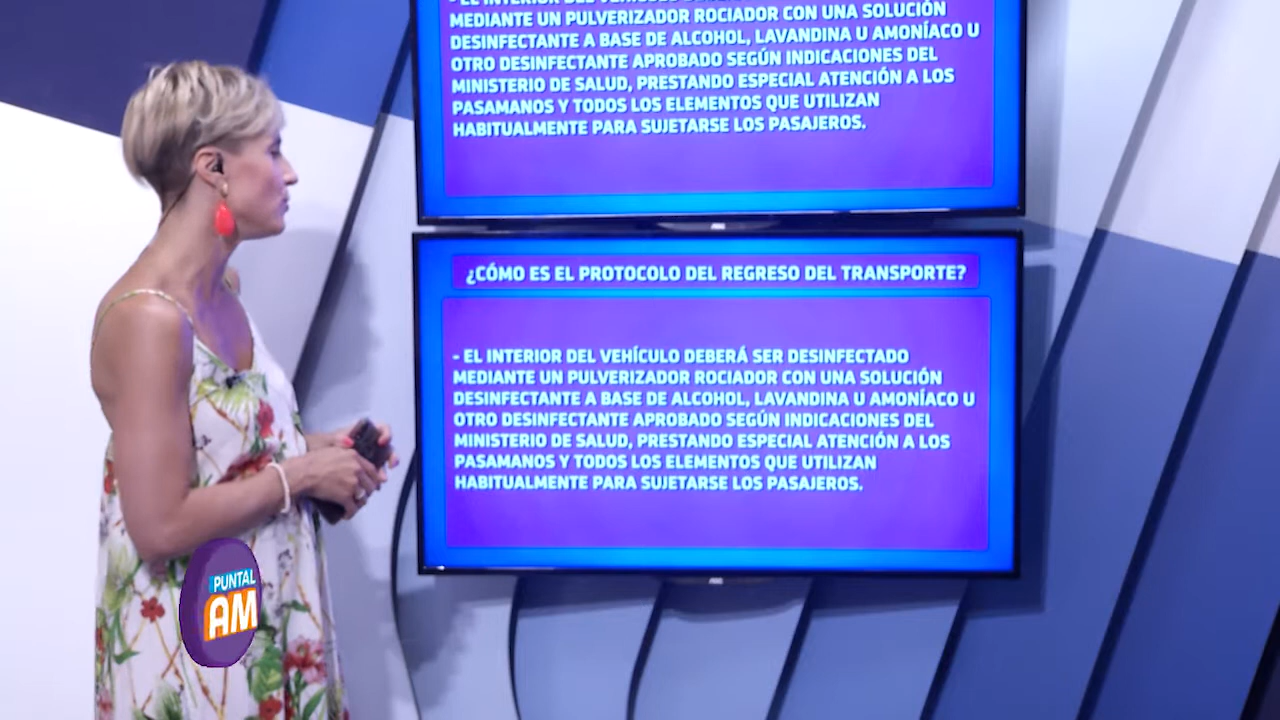 - EL INTERIOR DEL VEHÍCULO
MEDIANTE UN PULVERIZADOR ROCIADOR CON UNA SOLUCIÓN
DESINFECTANTE A BASE DE ALCOHOL, LAVANDINA U AMONÍACO U
OTRO DESINFECTANTE APROBADO SEGÚN INDICACIONES DEL
MINISTERIO DE SALUD, PRESTANDO ESPECIAL ATENCIÓN A LOS
PASAMANOS Y TODOS LOS ELEMENTOS QUE UTILIZAN
HABITUALMENTE PARA SUJETARSE LOS PASAJEROS.
¿CÓMO ES EL PROTOCOLO DEL REGRESO DEL TRANSPORTE?
- EL INTERIOR DEL VEHÍCULO DEBERÁ SER DESINFECTADO
MEDIANTE UN PULVERIZADOR ROCIADOR CON UNA SOLUCIÓN
DESINFECTANTE A BASE DE ALCOHOL, LAVANDINA U AMONÍACO U
OTRO DESINFECTANTE APROBADO SEGÚN INDICACIONES DEL
MINISTERIO DE SALUD, PRESTANDO ESPECIAL ATENCIÓN A LOS
PASAMANOS Y TODOS LOS ELEMENTOS QUE UTILIZAN
HABITUALMENTE PARA SUJETARSE LOS PASAJEROS.
PUNTAL
AM